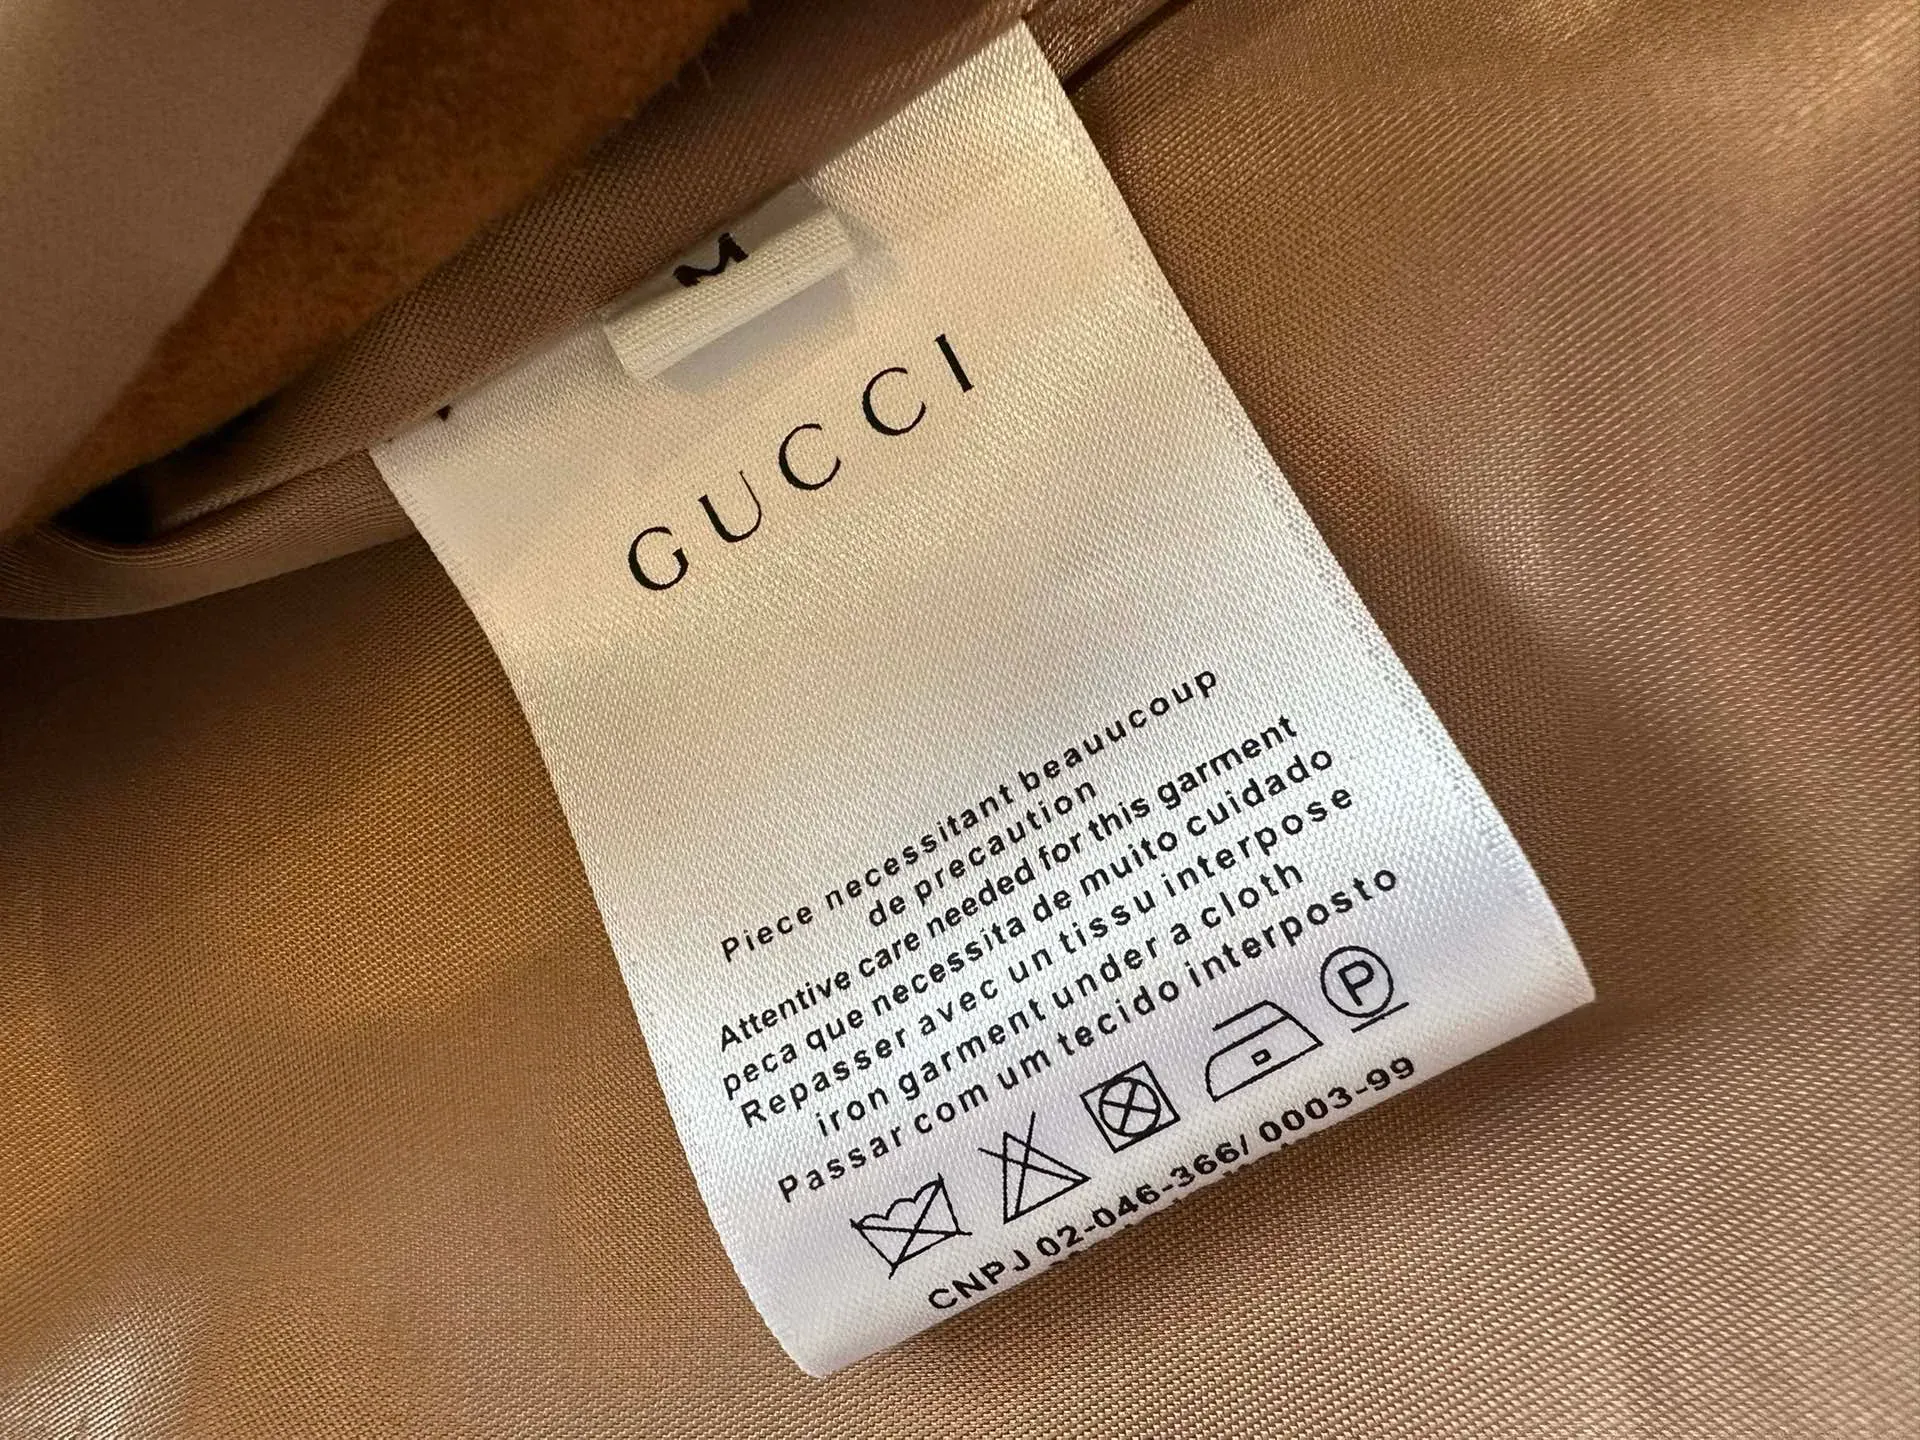 M
GUCCI
Piece necessitant beauucoup
de precaution
Attentive care needed for this garment
peca que necessita de muito cuidado
Repasser avec un tissu interpose
iron garment under a cloth
Passar com um tecido interposto
P
CNPJ 02-046-366/ 0003-99